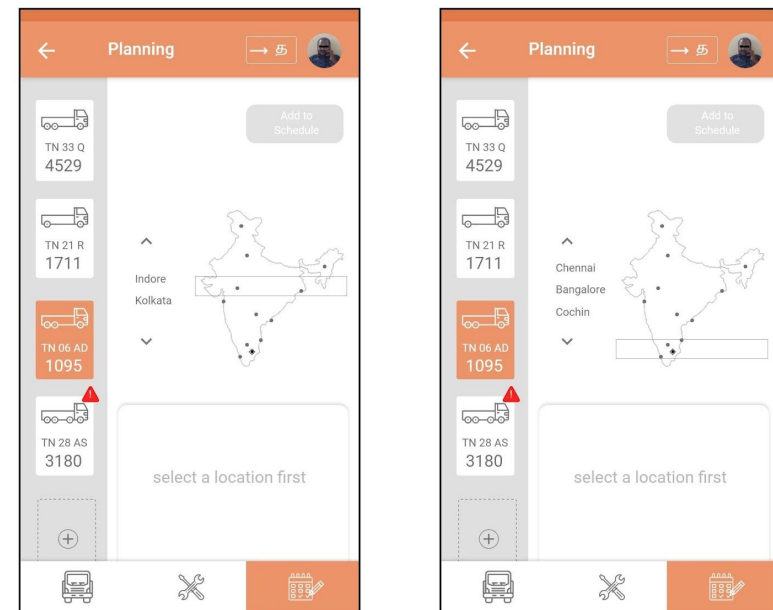 Planning
→ த
Add to
Schedule
TN 33 Q
4529
TN 21 R
1711
Indore
Kolkata
TN 06 AD
1095
TN 28 AS
3180
select a location first
Planning
→ த
Add to
Schedule
TN 33 Q
4529
TN 21 R
1711
Chennai
Bangalore
Cochin
TN 06 AD
1095
TN 28 AS
3180
select a location first